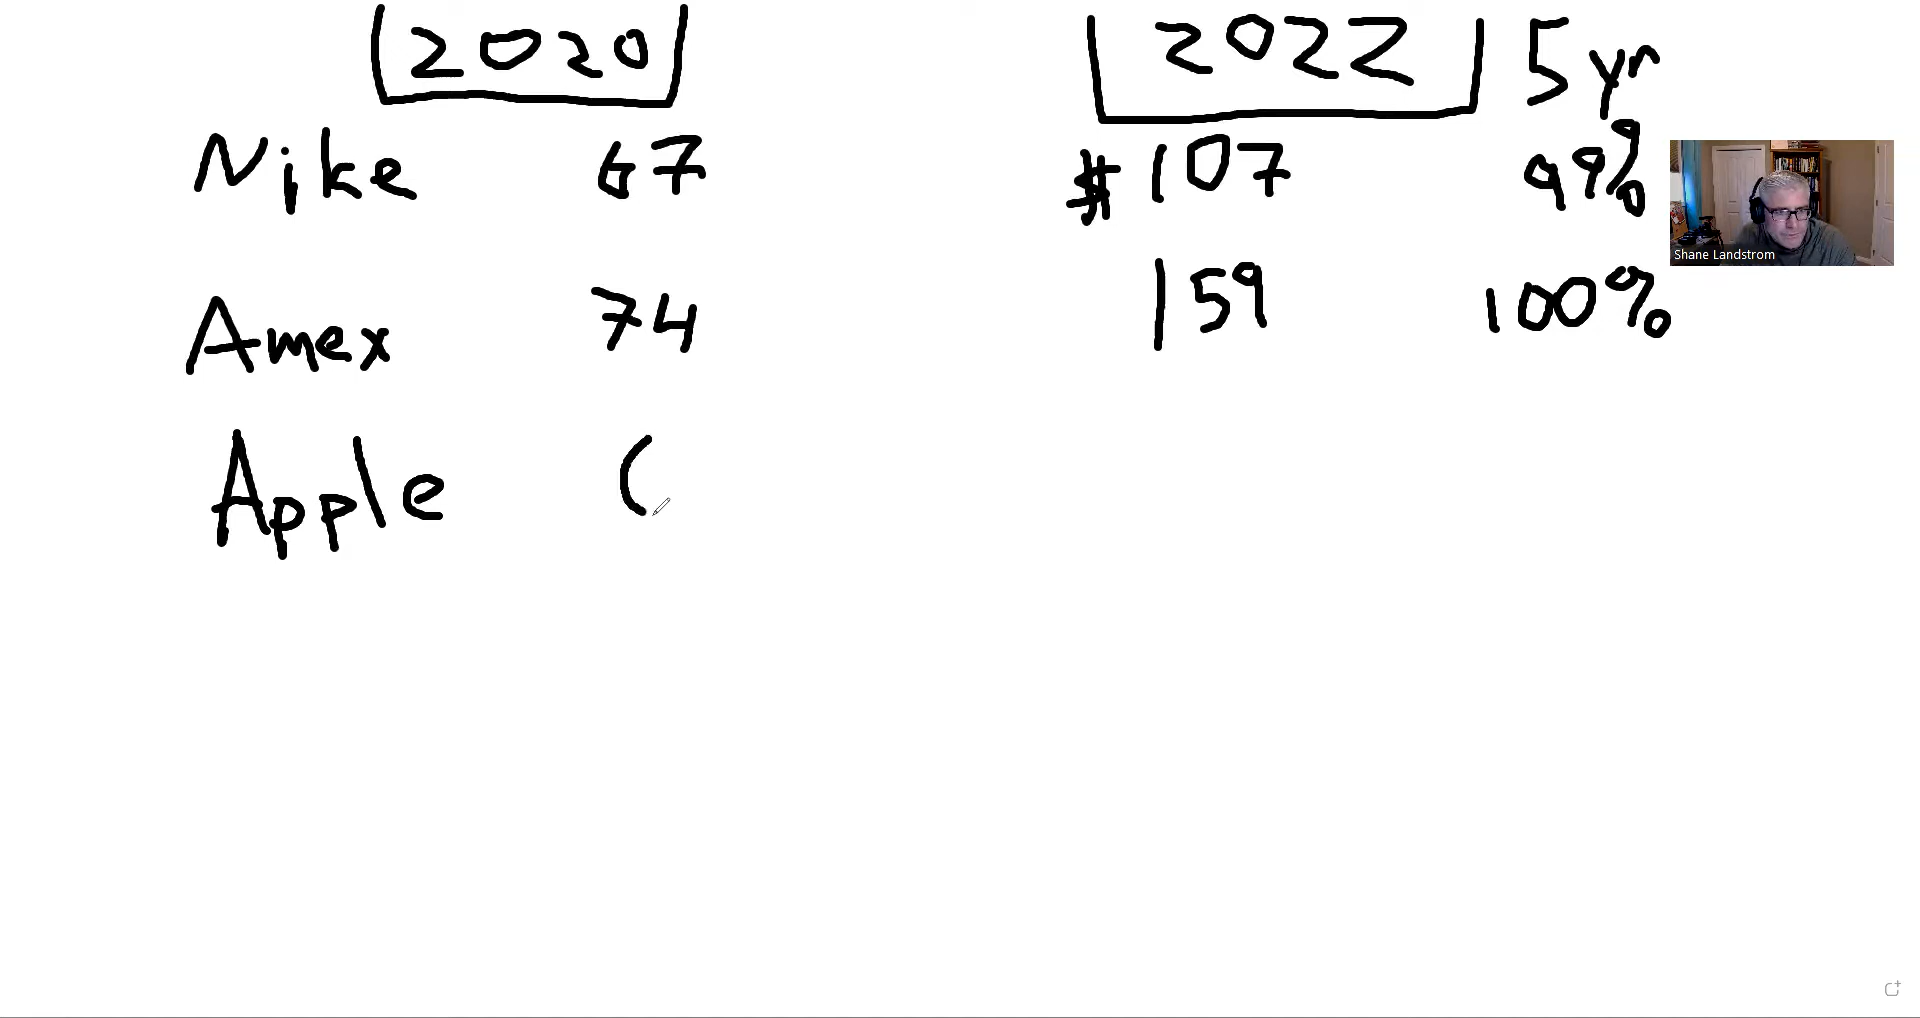 2020 2022 5yr
Nike 67 $107 99%
Shane Landstrom
Amex 74 159 100%
Apple